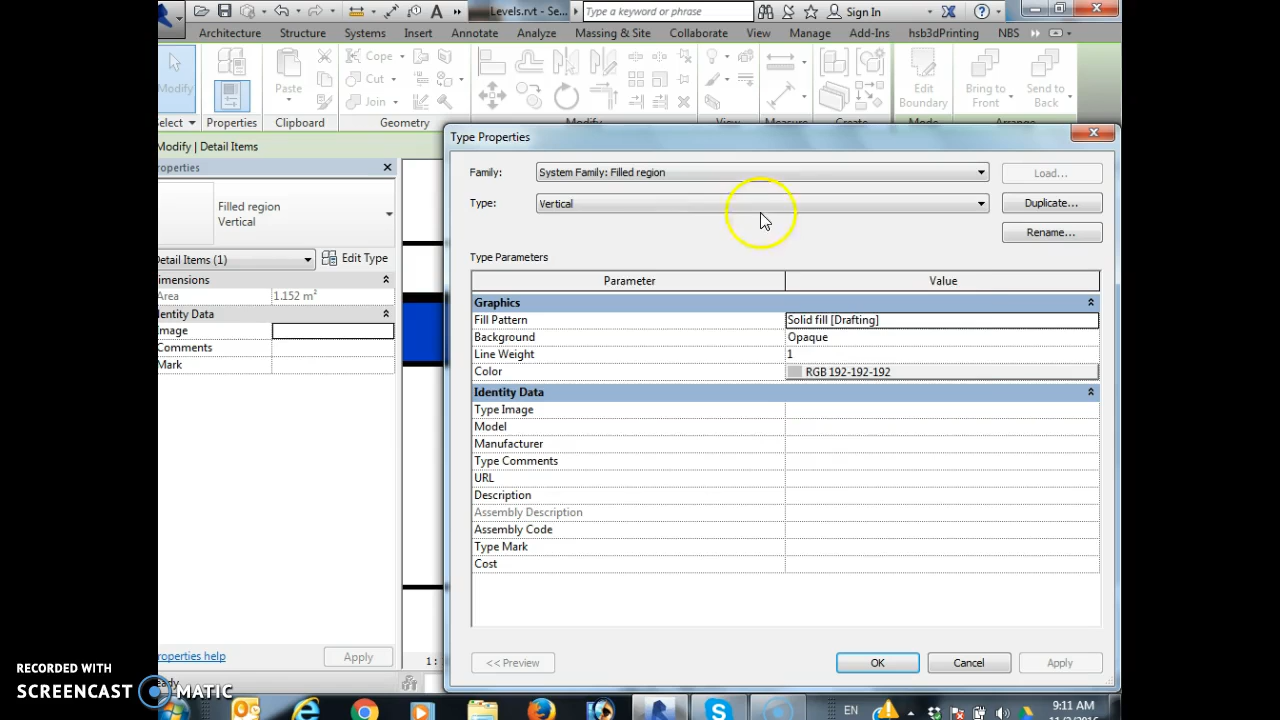 Levels.rvt - Se...
Type a keyword or phrase
Sign In
Architecture Structure Systems Insert Annotate Analyze Massing & Site Collaborate View Manage Add-Ins hsb3dPrinting NBS
Modify
Paste
Cope
Cut
Join
Edit
Boundary
Bring to
Front
Send to
Back
Select Properties Clipboard Geometry
Modify | Detail Items
roperties
Filled region
Vertical
Detail Items (1)
Edit Type
imensions
Area 1.152 m²
dentity Data
Image
Comments
Mark
roperties help
Apply
Type Properties
Family: System Family: Filled region Load...
Type: Vertical Duplicate...
Rename...
Type Parameters
Parameter Value
Graphics
Fill Pattern Solid fill [Drafting]
Background Opaque
Line Weight 1
Color RGB 192-192-192
Identity Data
Type Image
Model
Manufacturer
Type Comments
URL
Description
Assembly Description
Assembly Code
Type Mark
Cost
<< Preview OK Cancel Apply
1:
RECORDED WITH
SCREENCAST MATIC
EN
9:11 AM